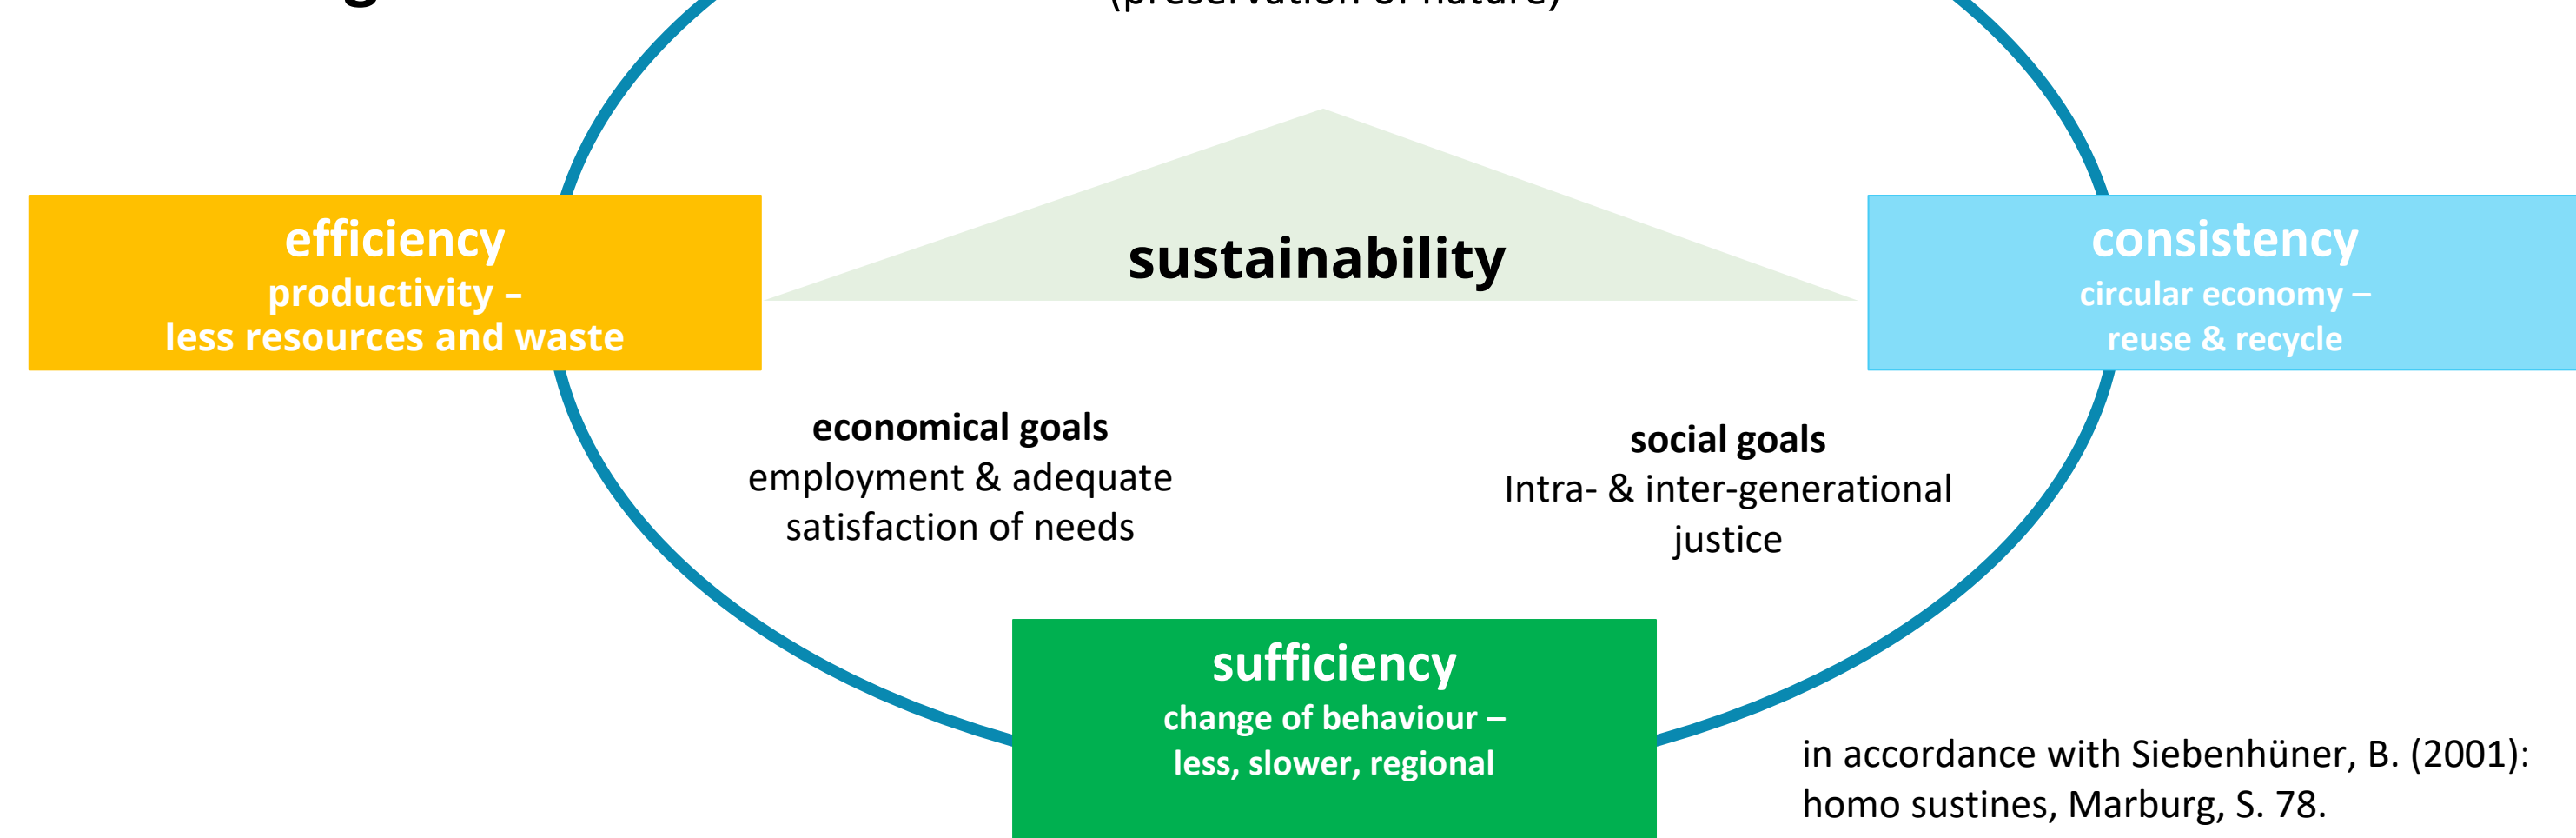 (preservation of nature)
efficiency
productivity –
less resources and waste
sustainability
consistency
circular economy –
reuse & recycle
economical goals
employment & adequate
satisfaction of needs
social goals
Intra- & inter-generational
justice
sufficiency
change of behaviour –
less, slower, regional
in accordance with Siebenhüner, B. (2001):
homo sustines, Marburg, S. 78.